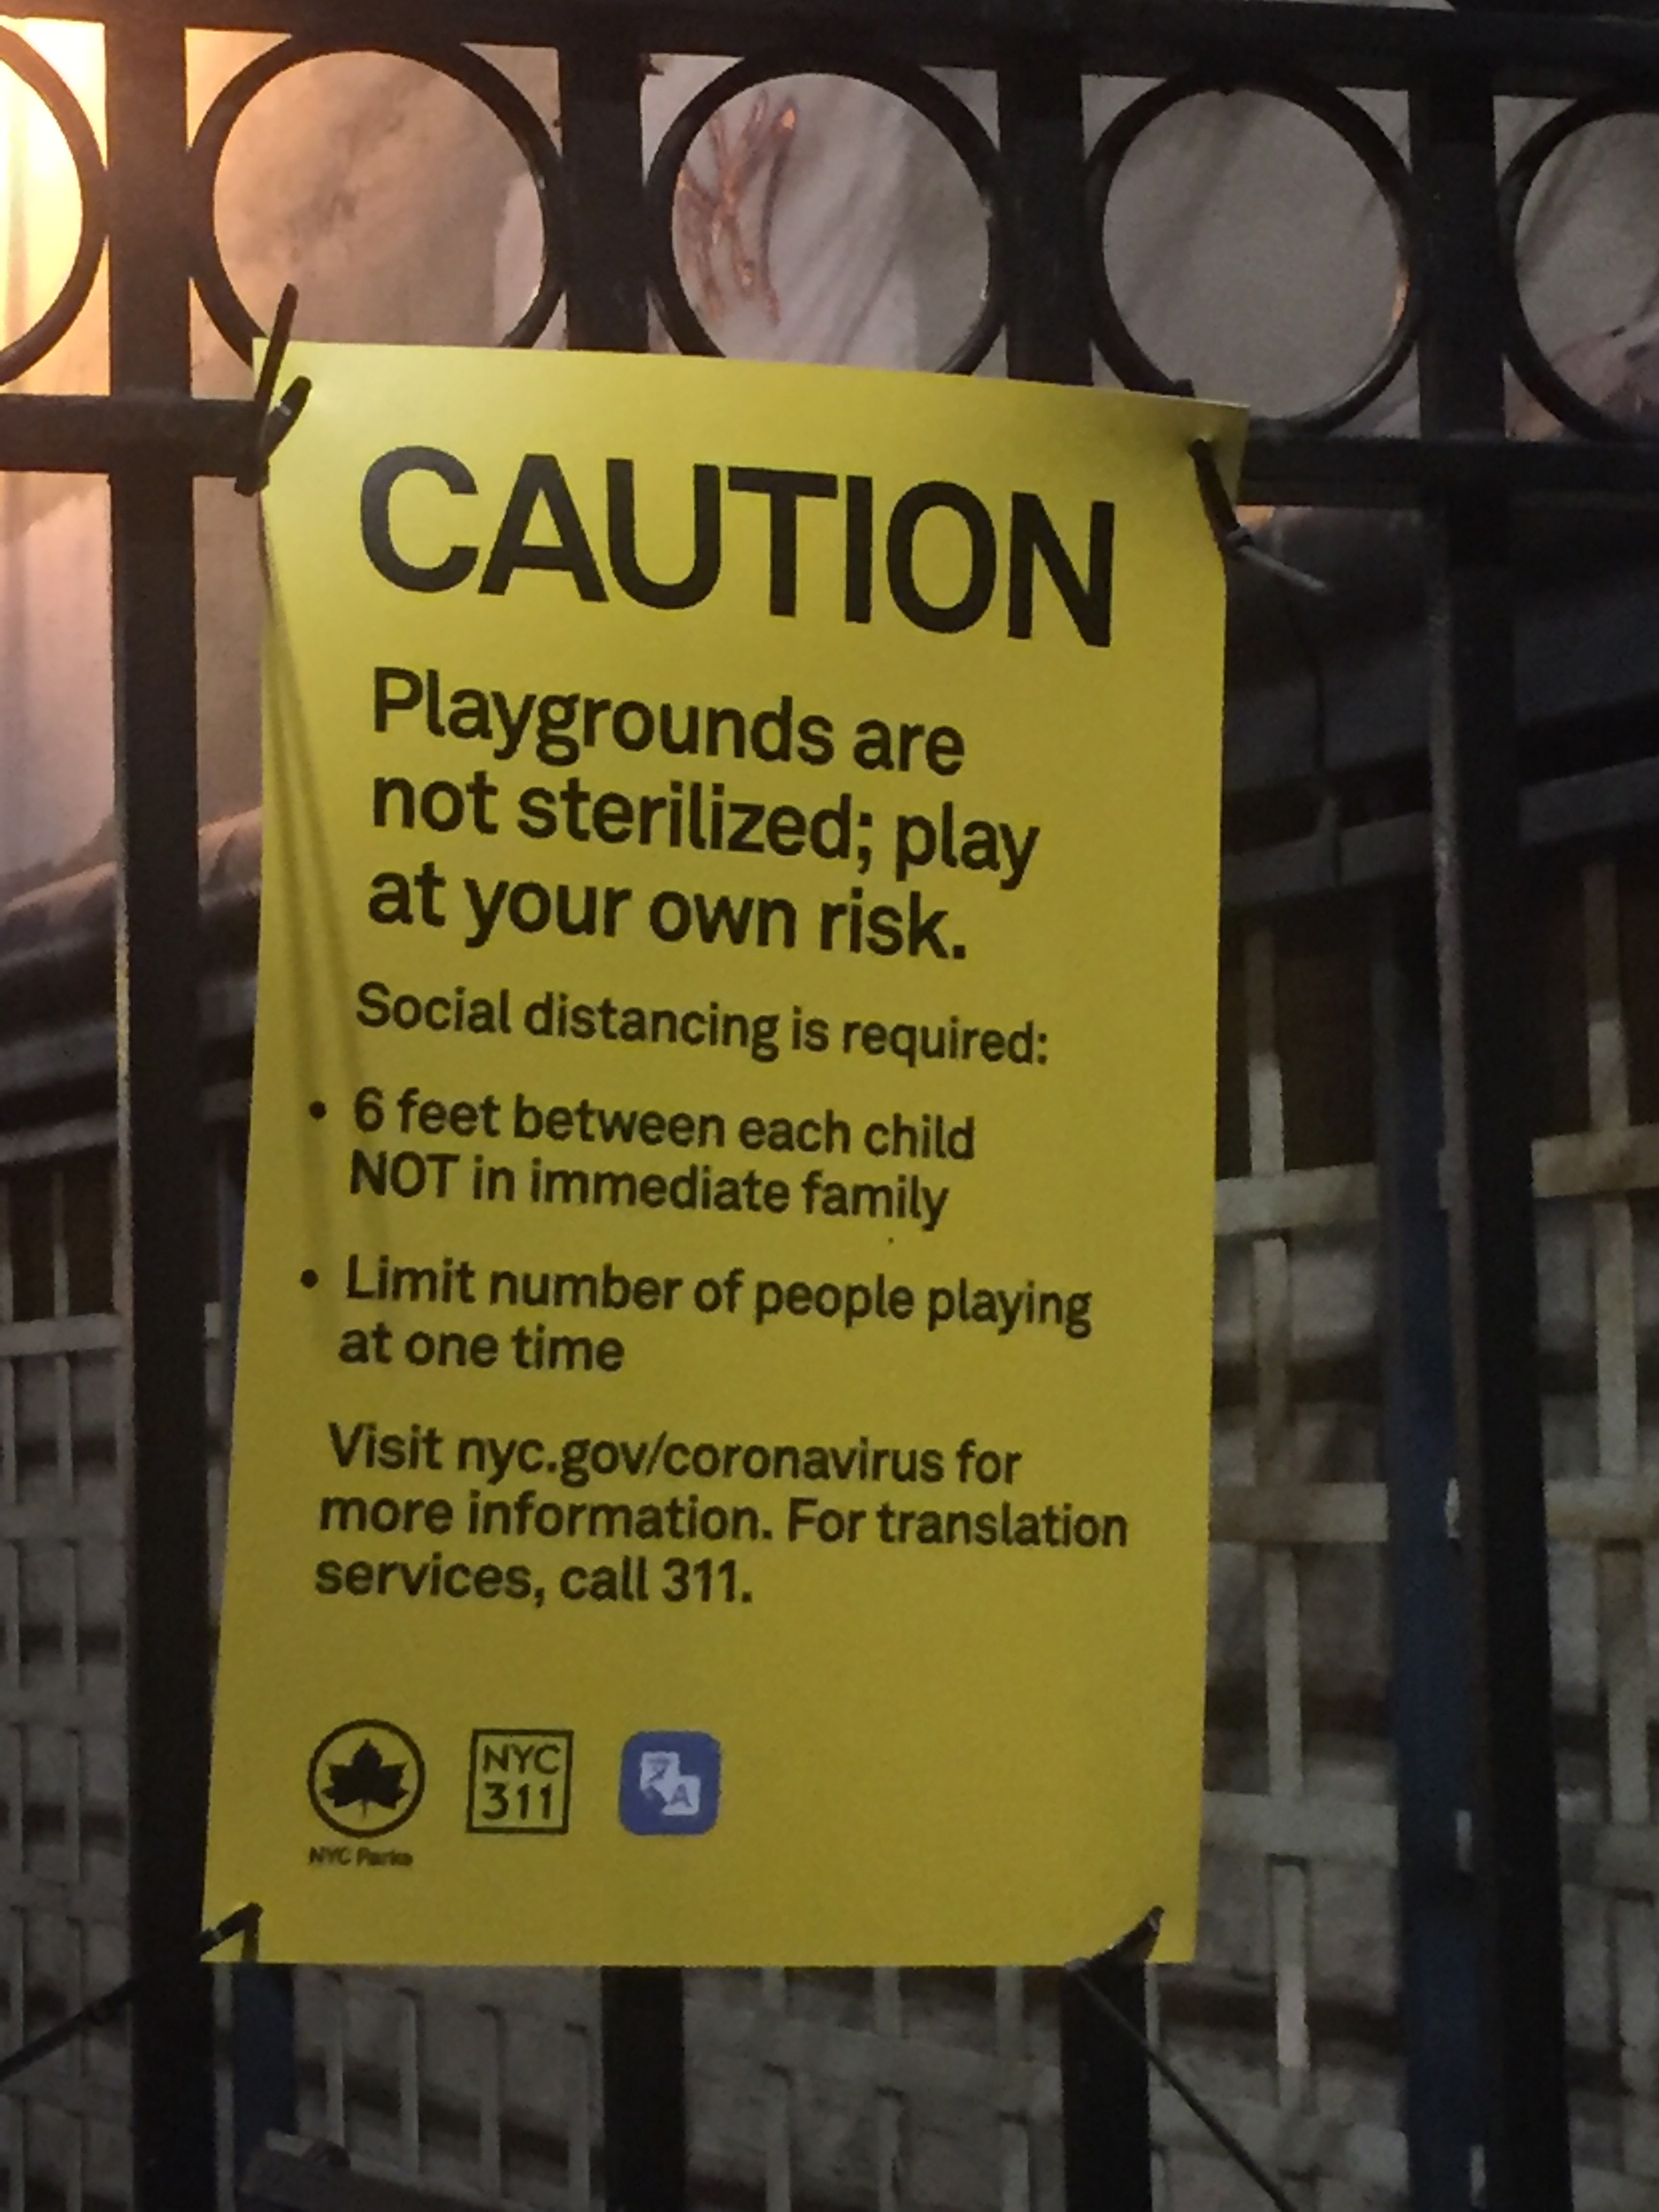 CAUTION
Playgrounds are
not sterilized; play
at your own risk.
Social distancing is required:
• 6 feet between each child
NOT in immediate family
• Limit number of people playing
at one time
Visit nyc.gov/coronavirus for
more information. For translation
services, call 311.
NYC
311
A
NYC Parks